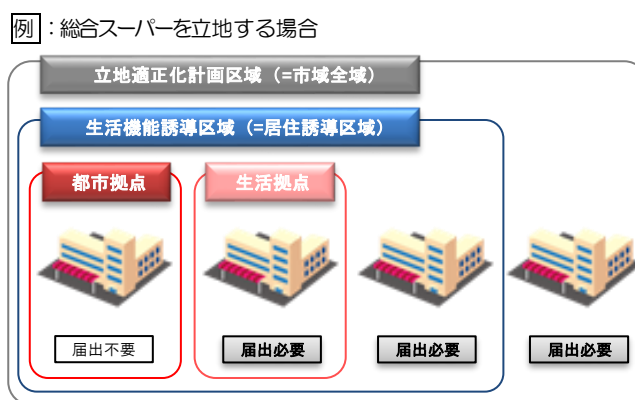 例：総合スーパーを立地する場合
立地適正化計画区域（=市域全域）
生活機能誘導区域（=居住誘導区域）
都市拠点
生活拠点
届出不要
届出必要
届出必要
届出必要